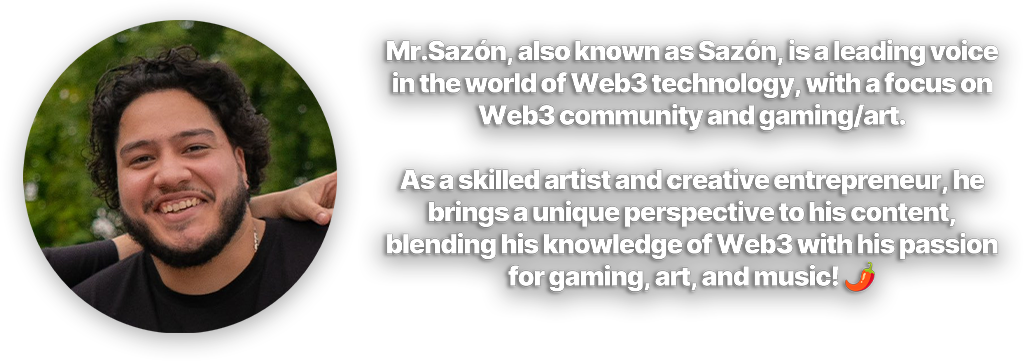 Mr.Sazón, also known as Sazón, is a leading voice
in the world of Web3 technology, with a focus on
Web3 community and gaming/art.
As a skilled artist and creative entrepreneur, he
brings a unique perspective to his content,
blending his knowledge of Web3 with his passion
for gaming, art, and music! 🌶️